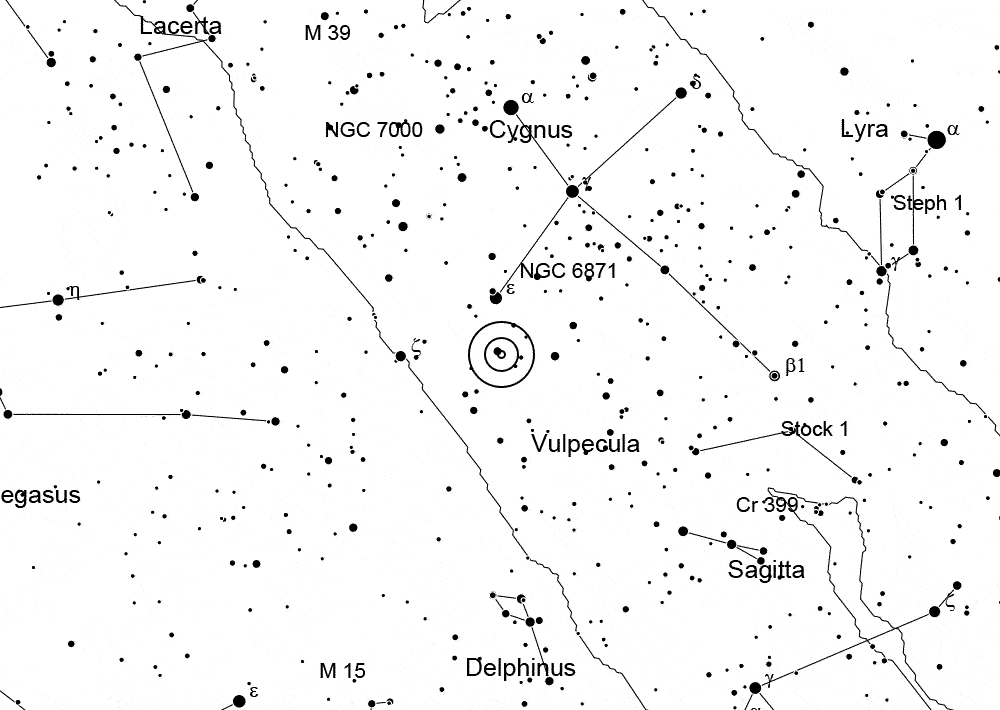 Lacerta
M 39
δ
α
NGC 7000
Cygnus
Lyra
α
γ
Steph 1
γ
NGC 6871
η
ε
ζ
β1
Stock 1
Vulpecula
egasus
Cr 399
Sagitta
ζ
M 15
Delphinus
γ
ε
α